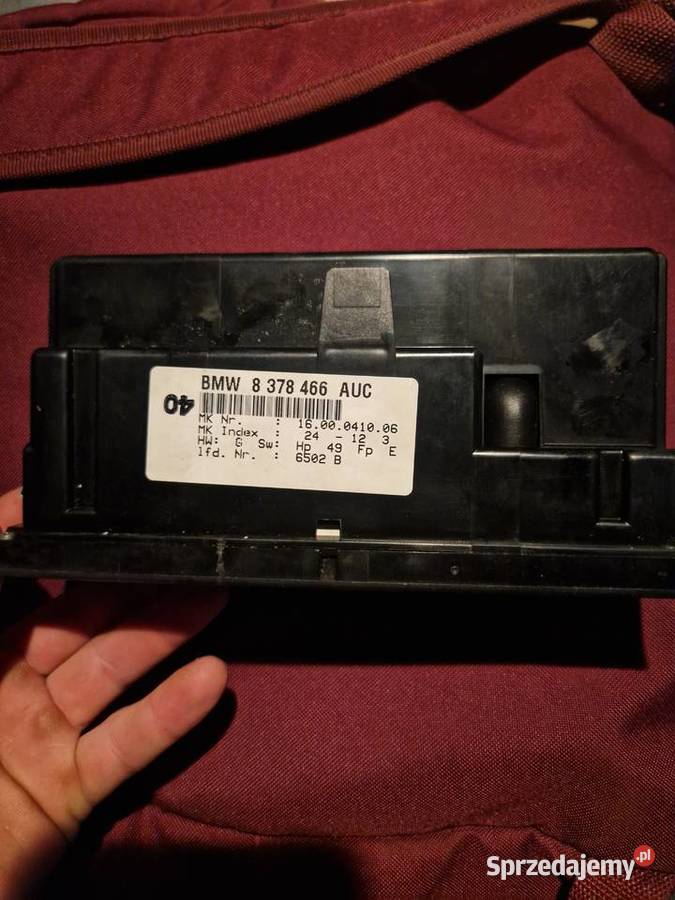 BMW 8 378 466 AUC
40
MK Nr. : 16.00.0410.06
MK Index : 24 - 12 3
HW: G Sw: Hp 49 Fp E
lfd. Nr. : 6502 B
Sprzedajemy.pl